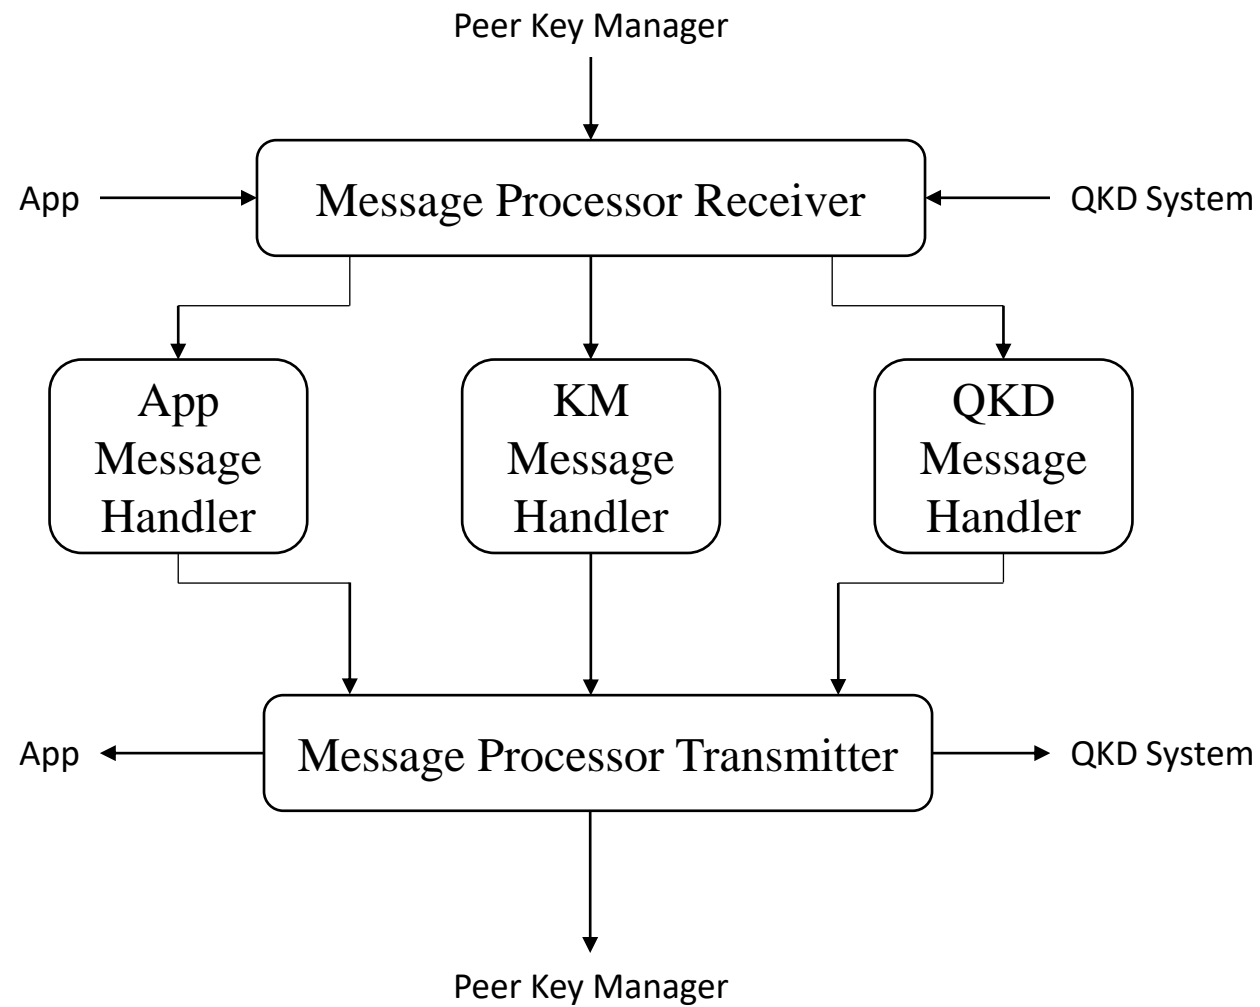 Peer Key Manager
App
Message Processor Receiver
QKD System
App
Message
Handler
KM
Message
Handler
QKD
Message
Handler
App
Message Processor Transmitter
QKD System
Peer Key Manager